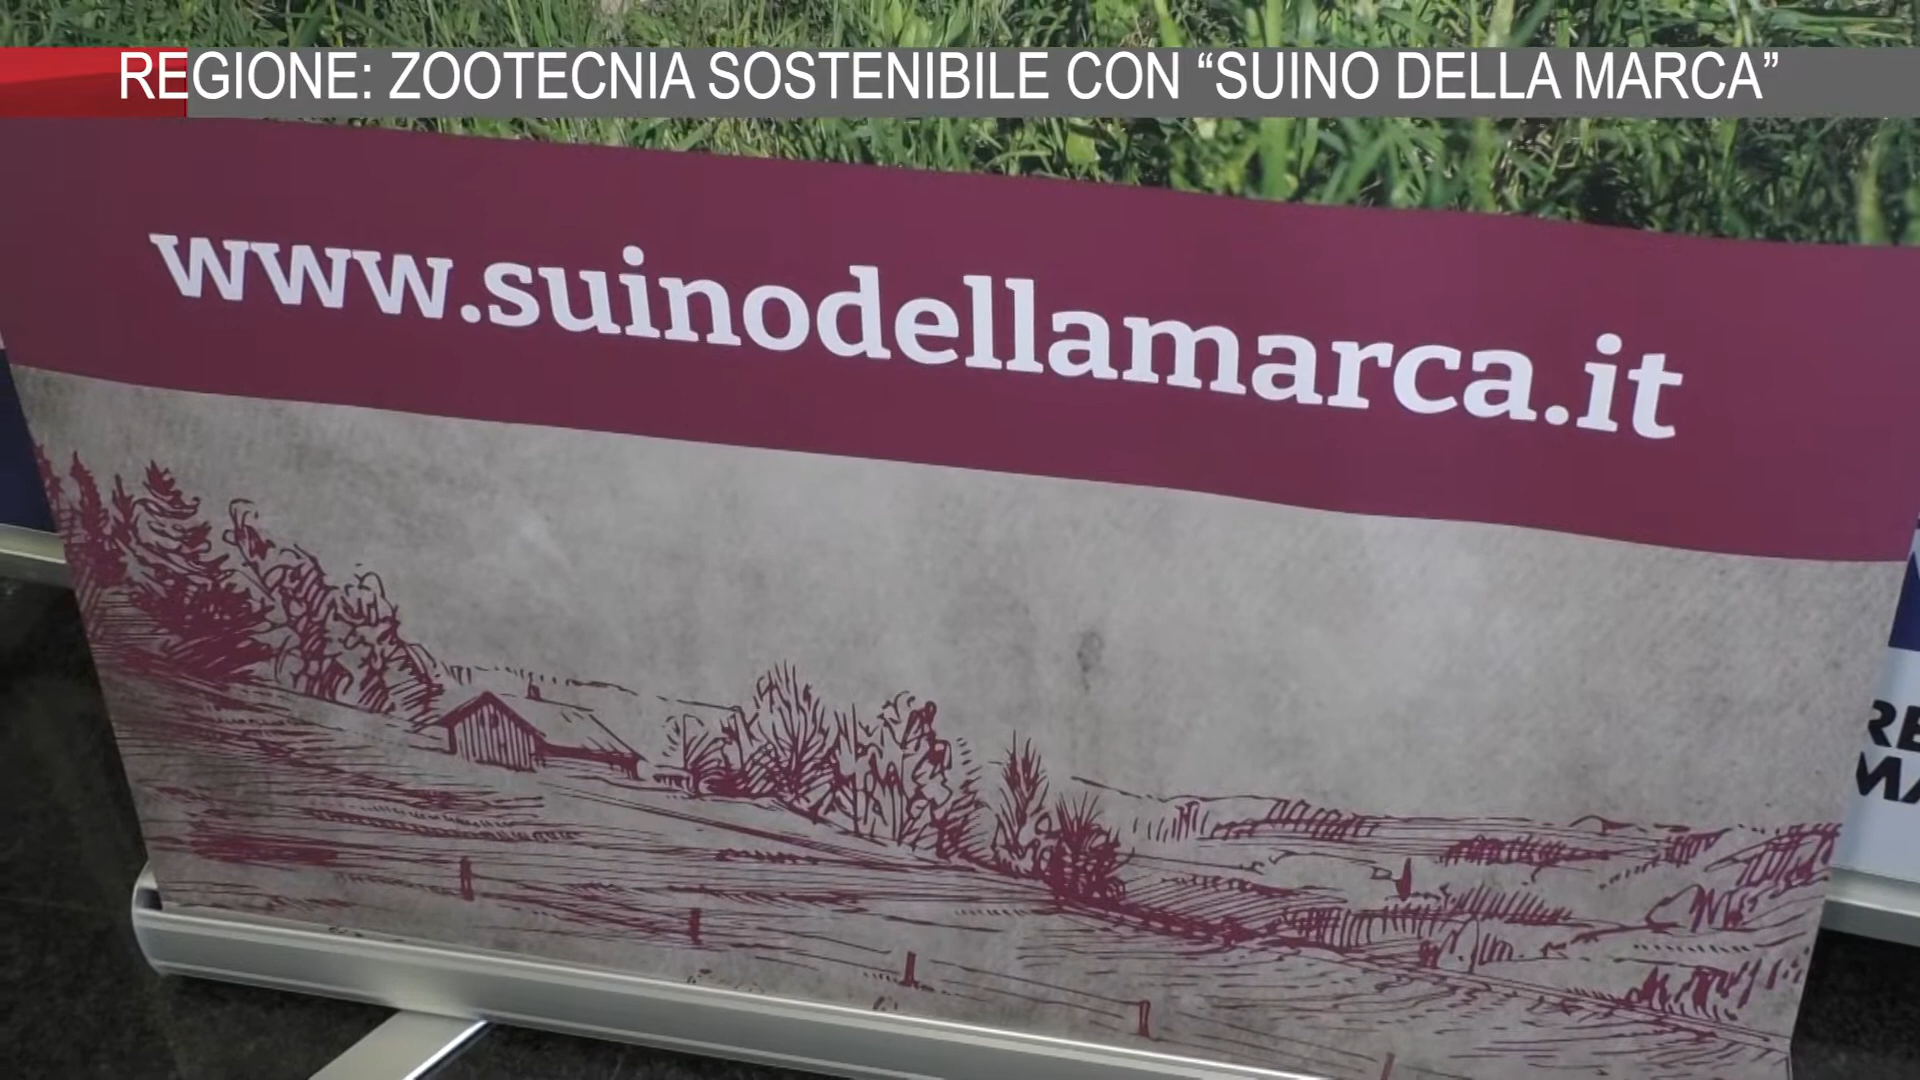 REGIONE: ZOOTECNIA SOSTENIBILE CON “SUINO DELLA MARCA”
www.suinodellamarca.it